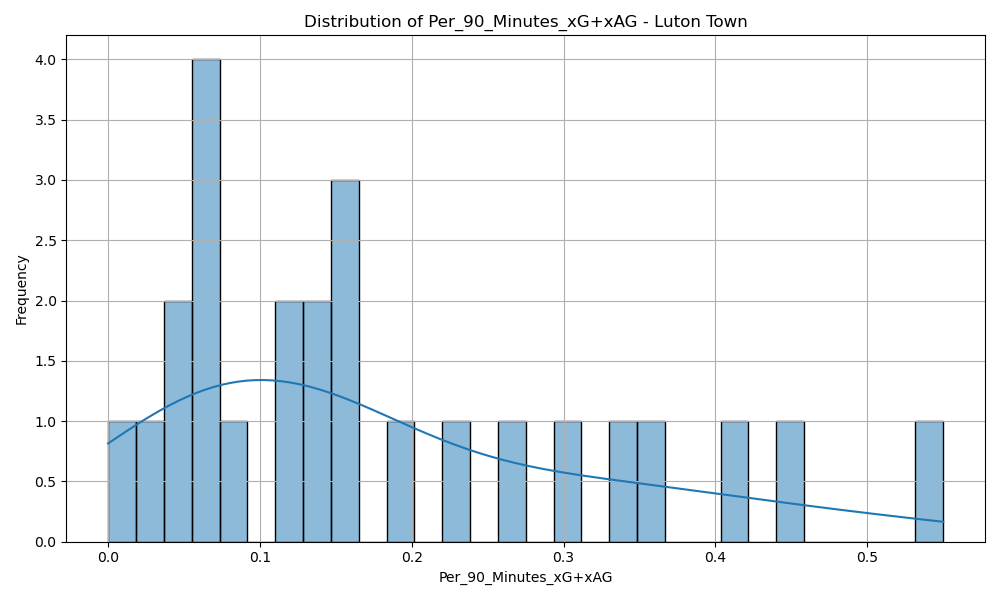 Distribution of Per_90_Minutes_xG+xAG - Luton Town
Frequency
4.0
3.5
3.0
2.5
2.0
1.5
1.0
0.5
0.0
0.0 0.1 0.2 0.3 0.4 0.5
Per_90_Minutes_xG+xAG